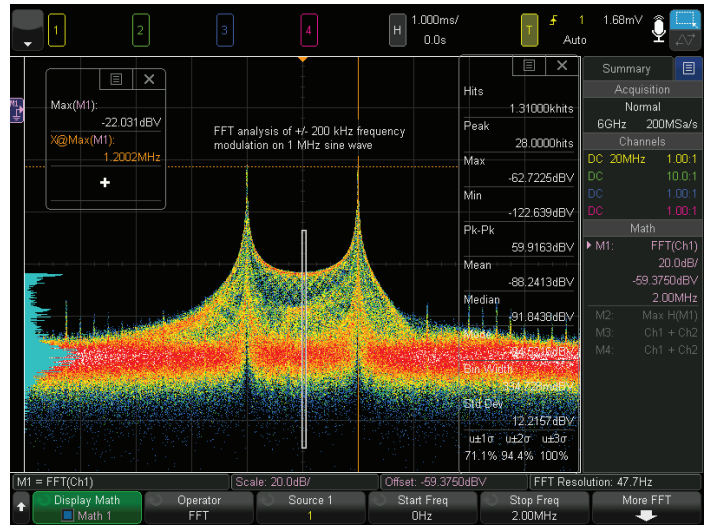 1
2
3
4
H
1.000ms/
0.0s
T
1
1.68mV
Auto
Max(M1):
-22.031dBV
X@Max(M1):
1.2002MHz
FFT analysis of +/- 200 kHz frequency
modulation on 1 MHz sine wave
Hits
1.31000khits
Peak
28.0000hits
Max
-62.7225dBV
Min
-122.639dBV
Pk-Pk
59.9163dBV
Mean
-88.2413dBV
Median
-91.8438dBV
Mode
Bin Width
Std Dev
12.2157dBV
u±1σ u±2σ u±3σ
71.1% 94.4% 100%
Summary
Acquisition
Normal
6GHz 200MSa/s
Channels
DC 20MHz 1.00:1
DC 10.0:1
DC 1.00:1
DC 1.00:1
Math
M1: FFT(Ch1)
20.0dB/
-59.3750dBV
2.00MHz
M2: Max H(M1)
M3: Ch1 + Ch2
M4: Ch1 + Ch2
M1 = FFT(Ch1)
Scale: 20.0dB/
Offset: -59.3750dBV
FFT Resolution: 47.7Hz
Display Math
Math 1
Operator
FFT
Source 1
1
Start Freq
0Hz
Stop Freq
2.00MHz
More FFT